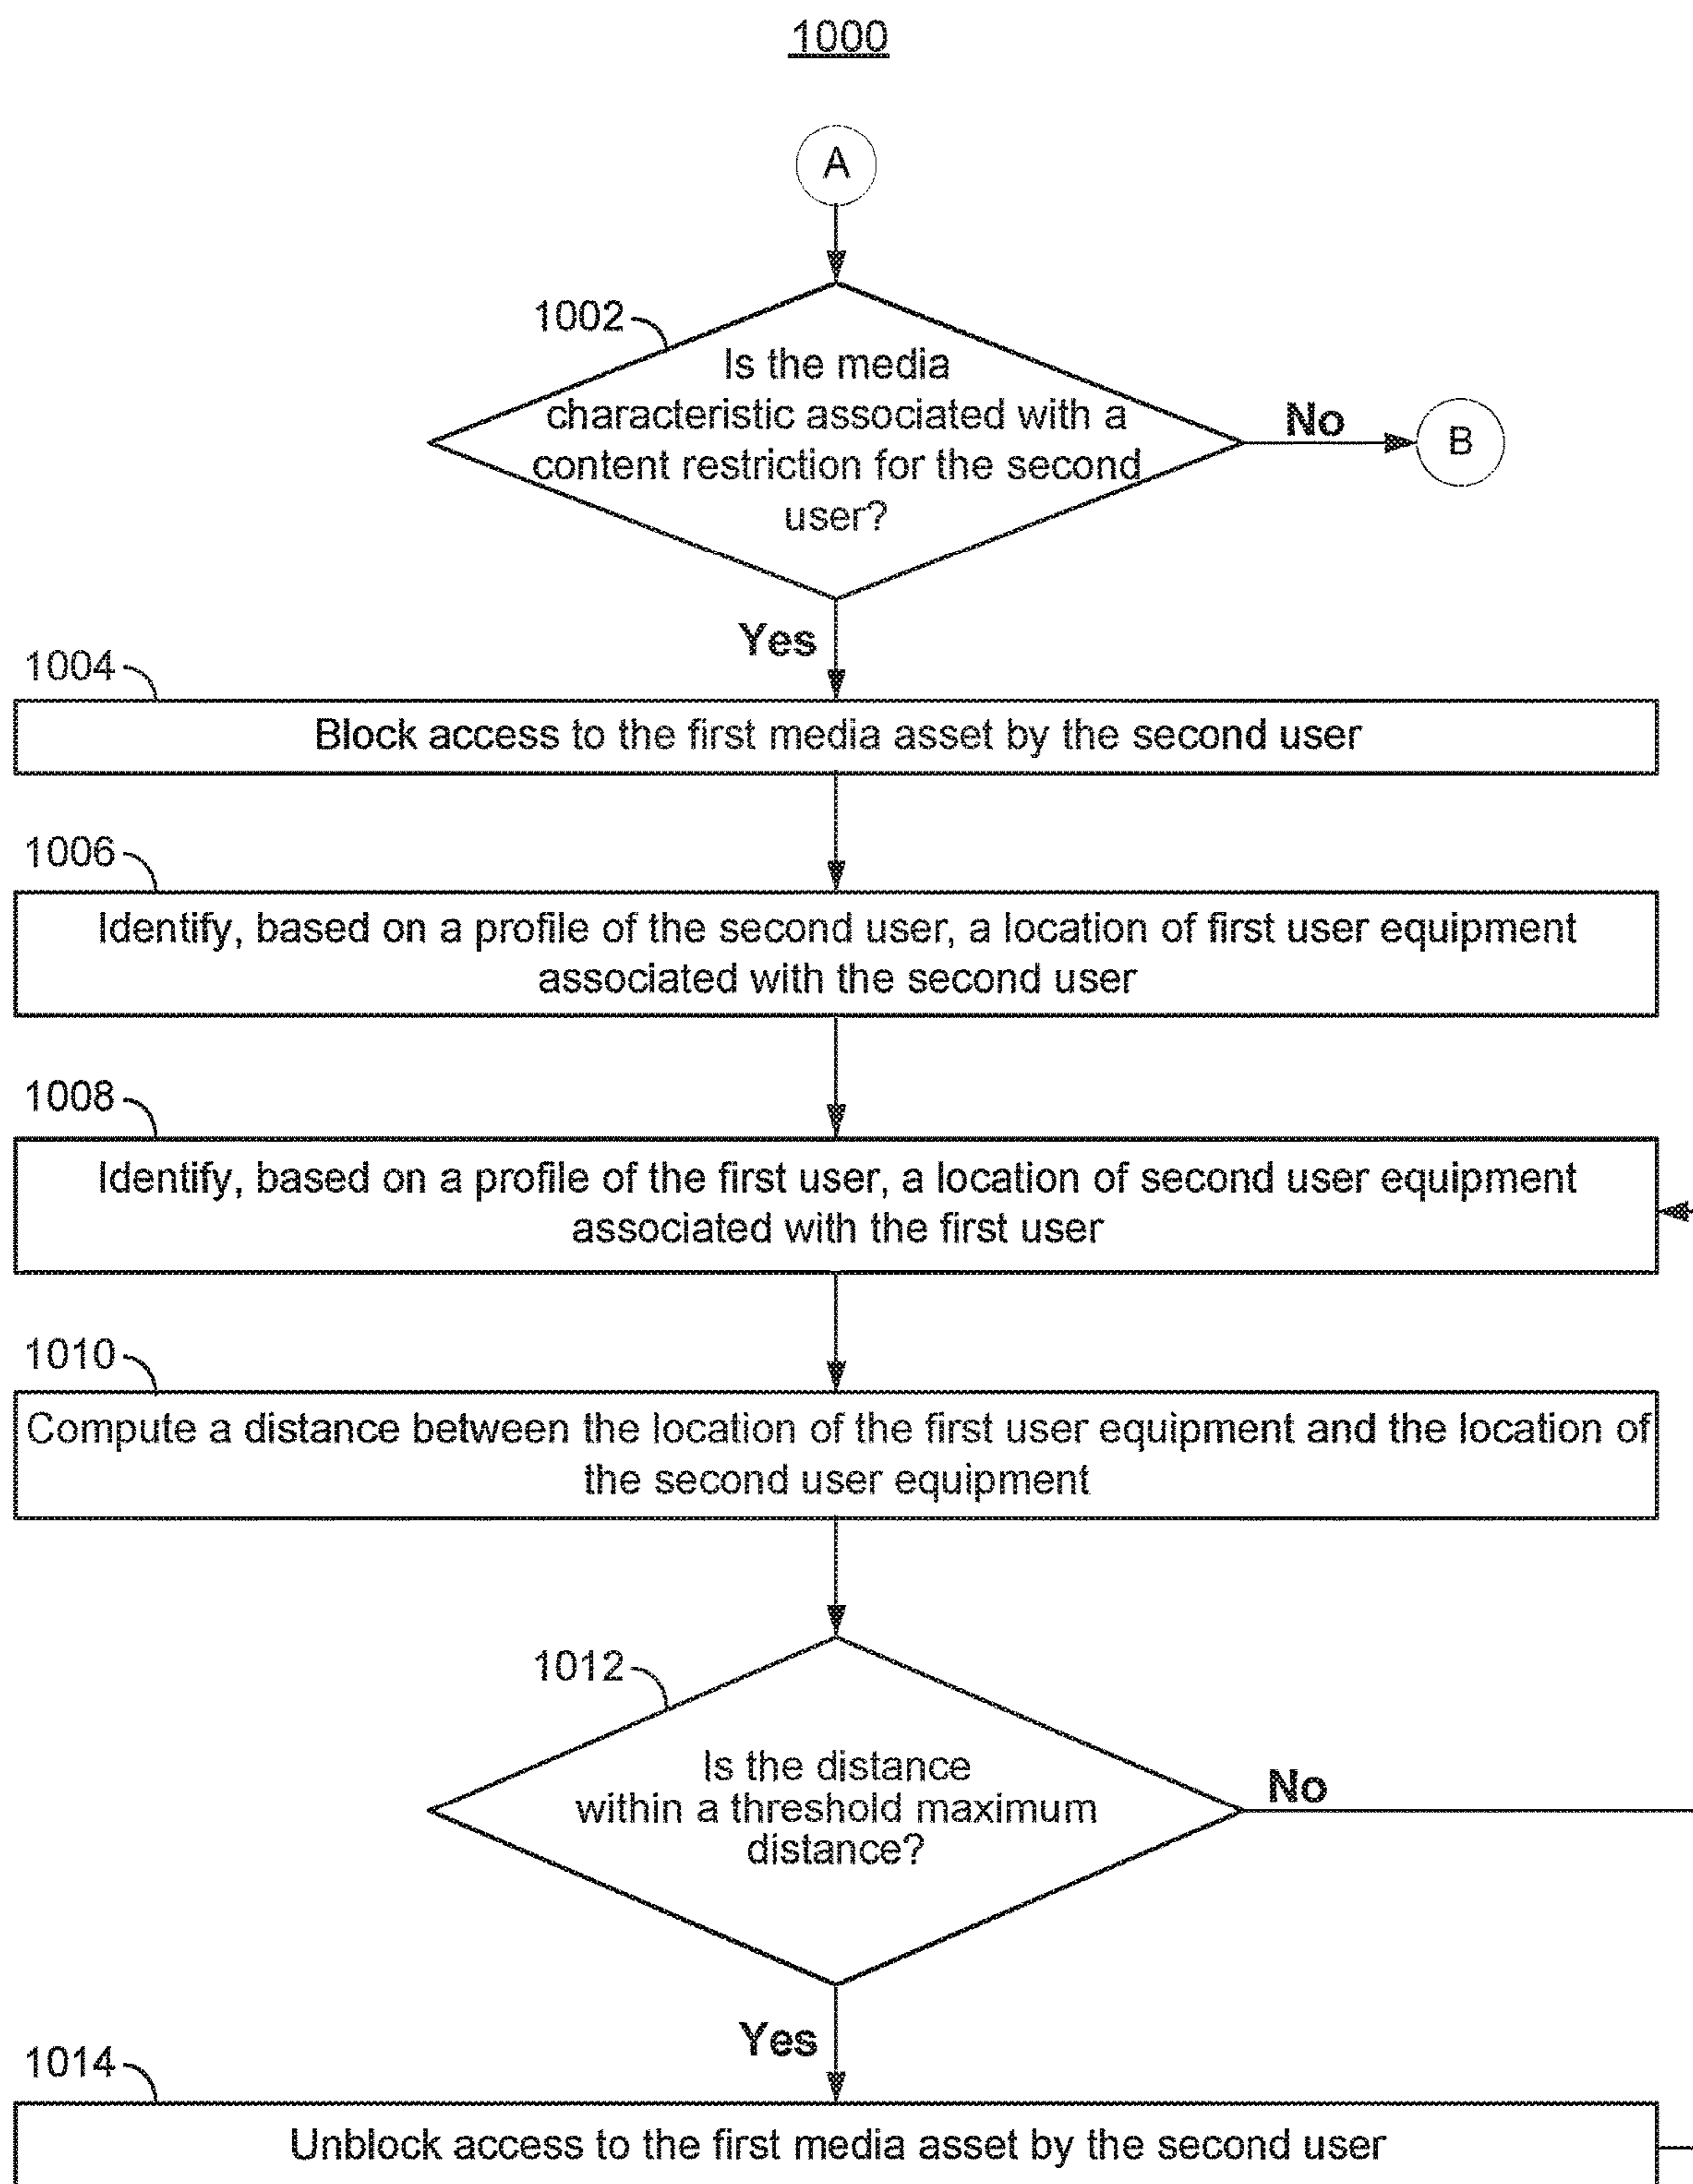 1000
A
1002
Is the media
characteristic associated with a
content restriction for the second
user?
No
B
Yes
1004
Block access to the first media asset by the second user
1006
Identify, based on a profile of the second user, a location of first user equipment
associated with the second user
1008
Identify, based on a profile of the first user, a location of second user equipment
associated with the first user
1010
Compute a distance between the location of the first user equipment and the location of
the second user equipment
1012
Is the distance
within a threshold maximum
distance?
No
Yes
1014
Unblock access to the first media asset by the second user